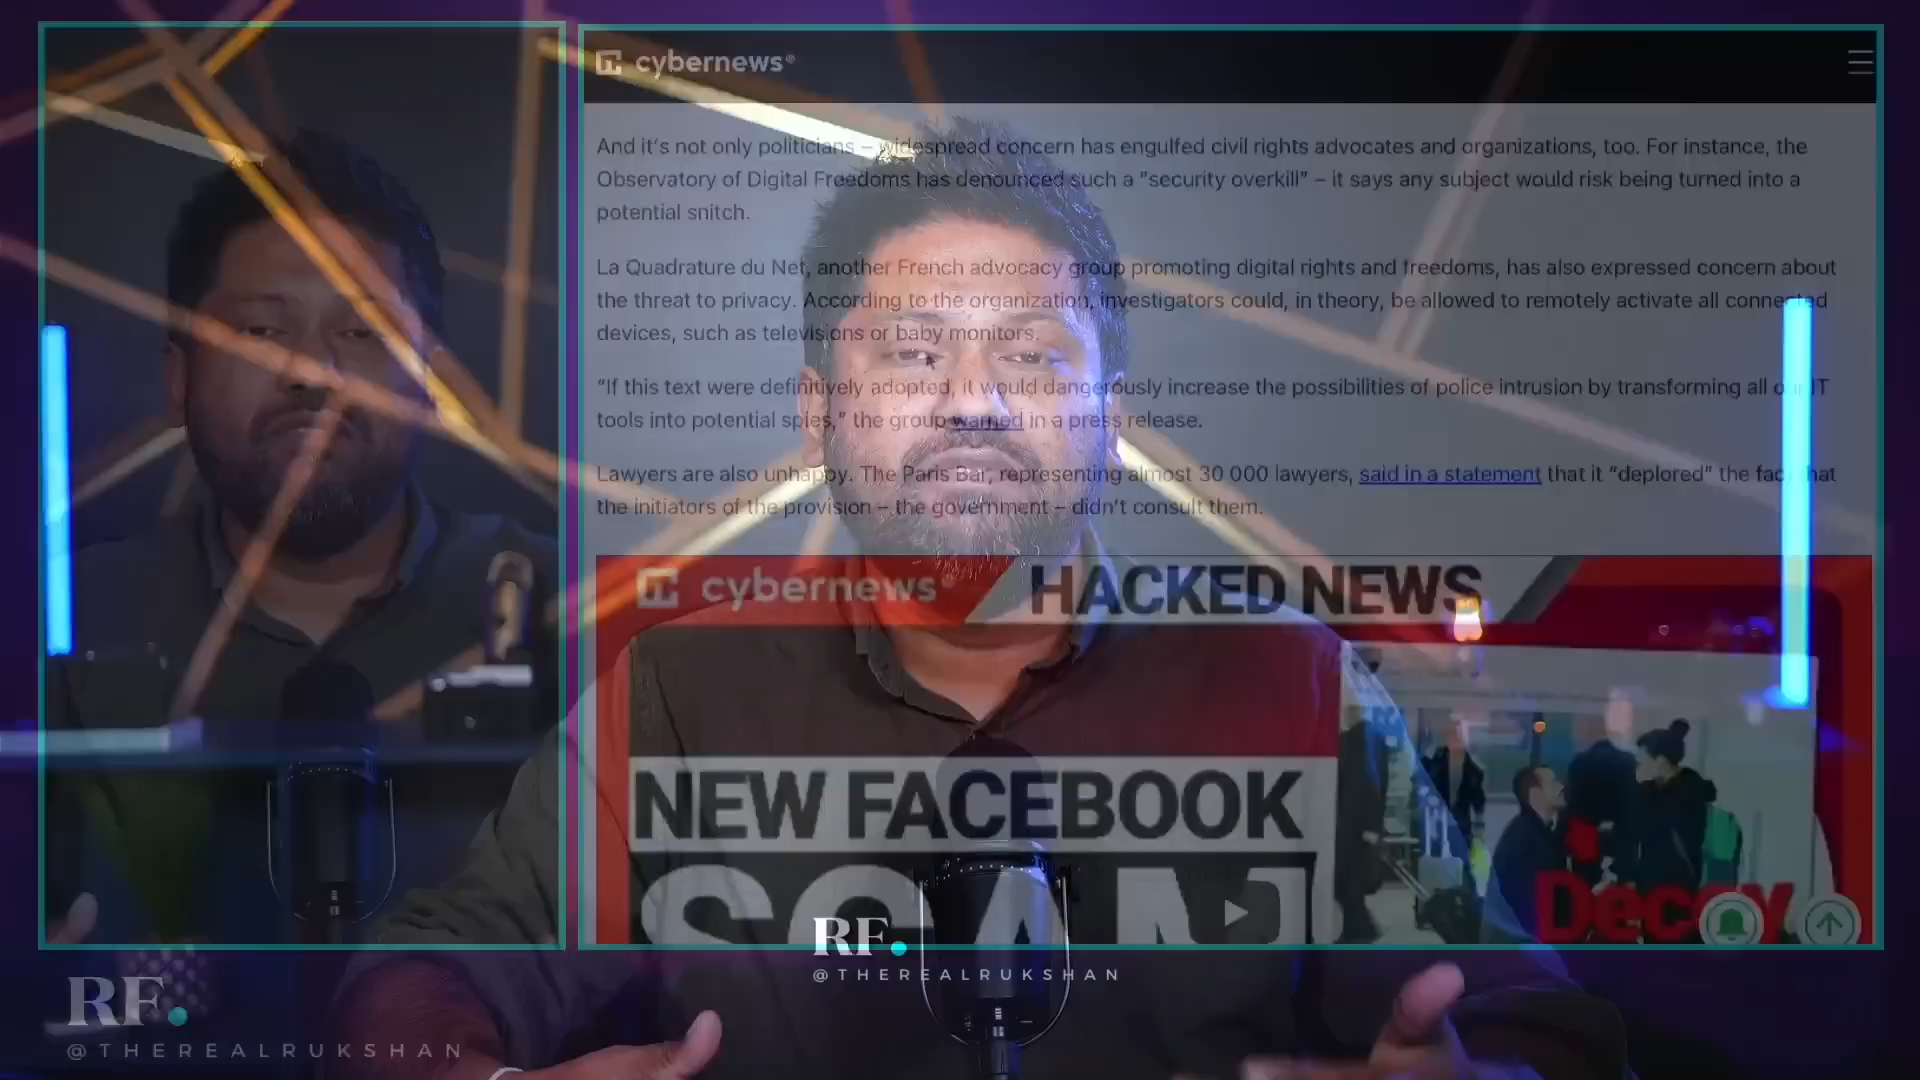 cybernews®
And it's not only politicians – widespread concern has engulfed civil rights advocates and organizations, too. For instance, the
Observatory of Digital Freedoms has denounced such a "security overkill" – it says any subject would risk being turned into a
potential snitch.
La Quadrature du Net, another French advocacy group promoting digital rights and freedoms, has also expressed concern about
the threat to privacy. According to the organization, investigators could, in theory, be allowed to remotely activate all connected
devices, such as televisions or baby monitors.
“If this text were definitively adopted, it would dangerously increase the possibilities of police intrusion by transforming all our IT
tools into potential spies,” the group warned in a press release.
Lawyers are also unhappy. The Paris Bar, representing almost 30 000 lawyers, said in a statement that it “deplored” the fact that
the initiators of the provision – the government – didn't consult them.
cybernews®
HACKED NEWS
NEW FACEBOOK
SCAM
Decoy
RF.
@THEREALRUKSHAN
RF.
@THEREALRUKSHAN